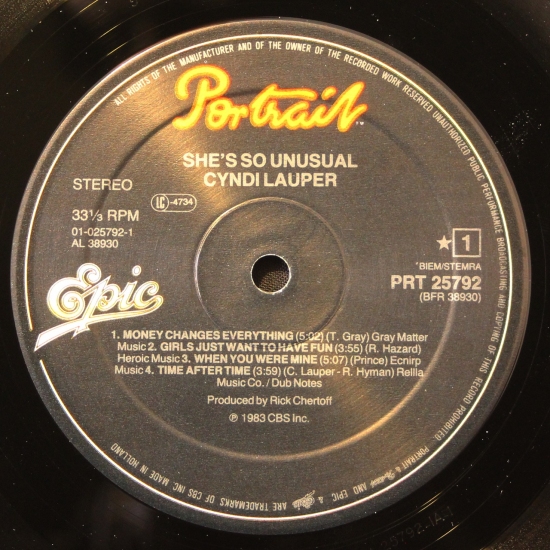 ALL RIGHTS OF THE MANUFACTURER AND OF THE OWNER OF THE RECORDED WORK RESERVED UNAUTHORIZED PUBLIC PERFORMANCE BROADCASTING AND COPYING OF THIS RECORD PROHIBITED
Portrait
SHE'S SO UNUSUAL
CYNDI LAUPER
STEREO
LC -4734
33⅓ RPM
01-025792-1
AL 38930
★ 1
*BIEM/STEMRA
PRT 25792
(BFR 38930)
Epic
1. MONEY CHANGES EVERYTHING (5:02) (T. Gray) Gray Matter
Music 2. GIRLS JUST WANT TO HAVE FUN (3:55) (R. Hazard)
Heroic Music 3. WHEN YOU WERE MINE (5:07) (Prince) Ecnirp
Music 4. TIME AFTER TIME (3:59) (C. Lauper - R. Hyman) Rellla
Music Co. / Dub Notes
Produced by Rick Chertoff
℗ 1983 CBS Inc.
PORTRAIT & Portrait AND EPIC & Epic ARE TRADEMARKS OF CBS INC. MADE IN HOLLAND